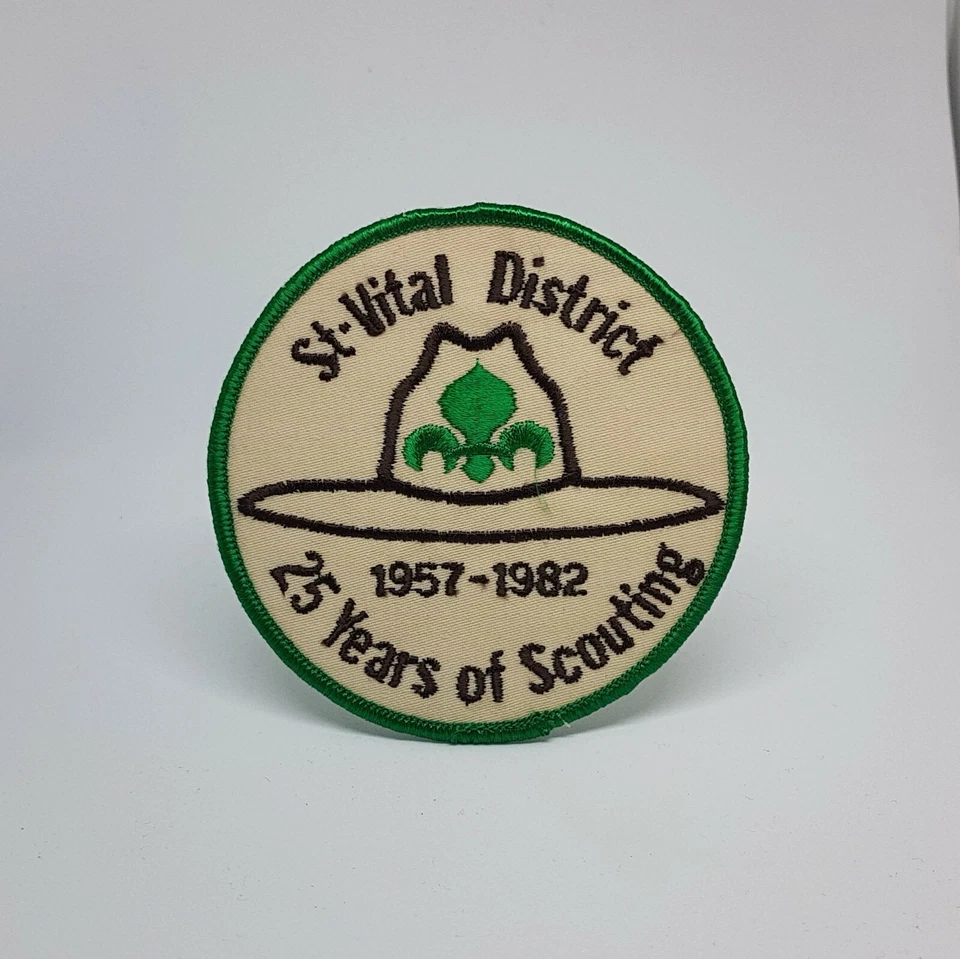 St. Vital District
1957-1982
25 Years of Scouting